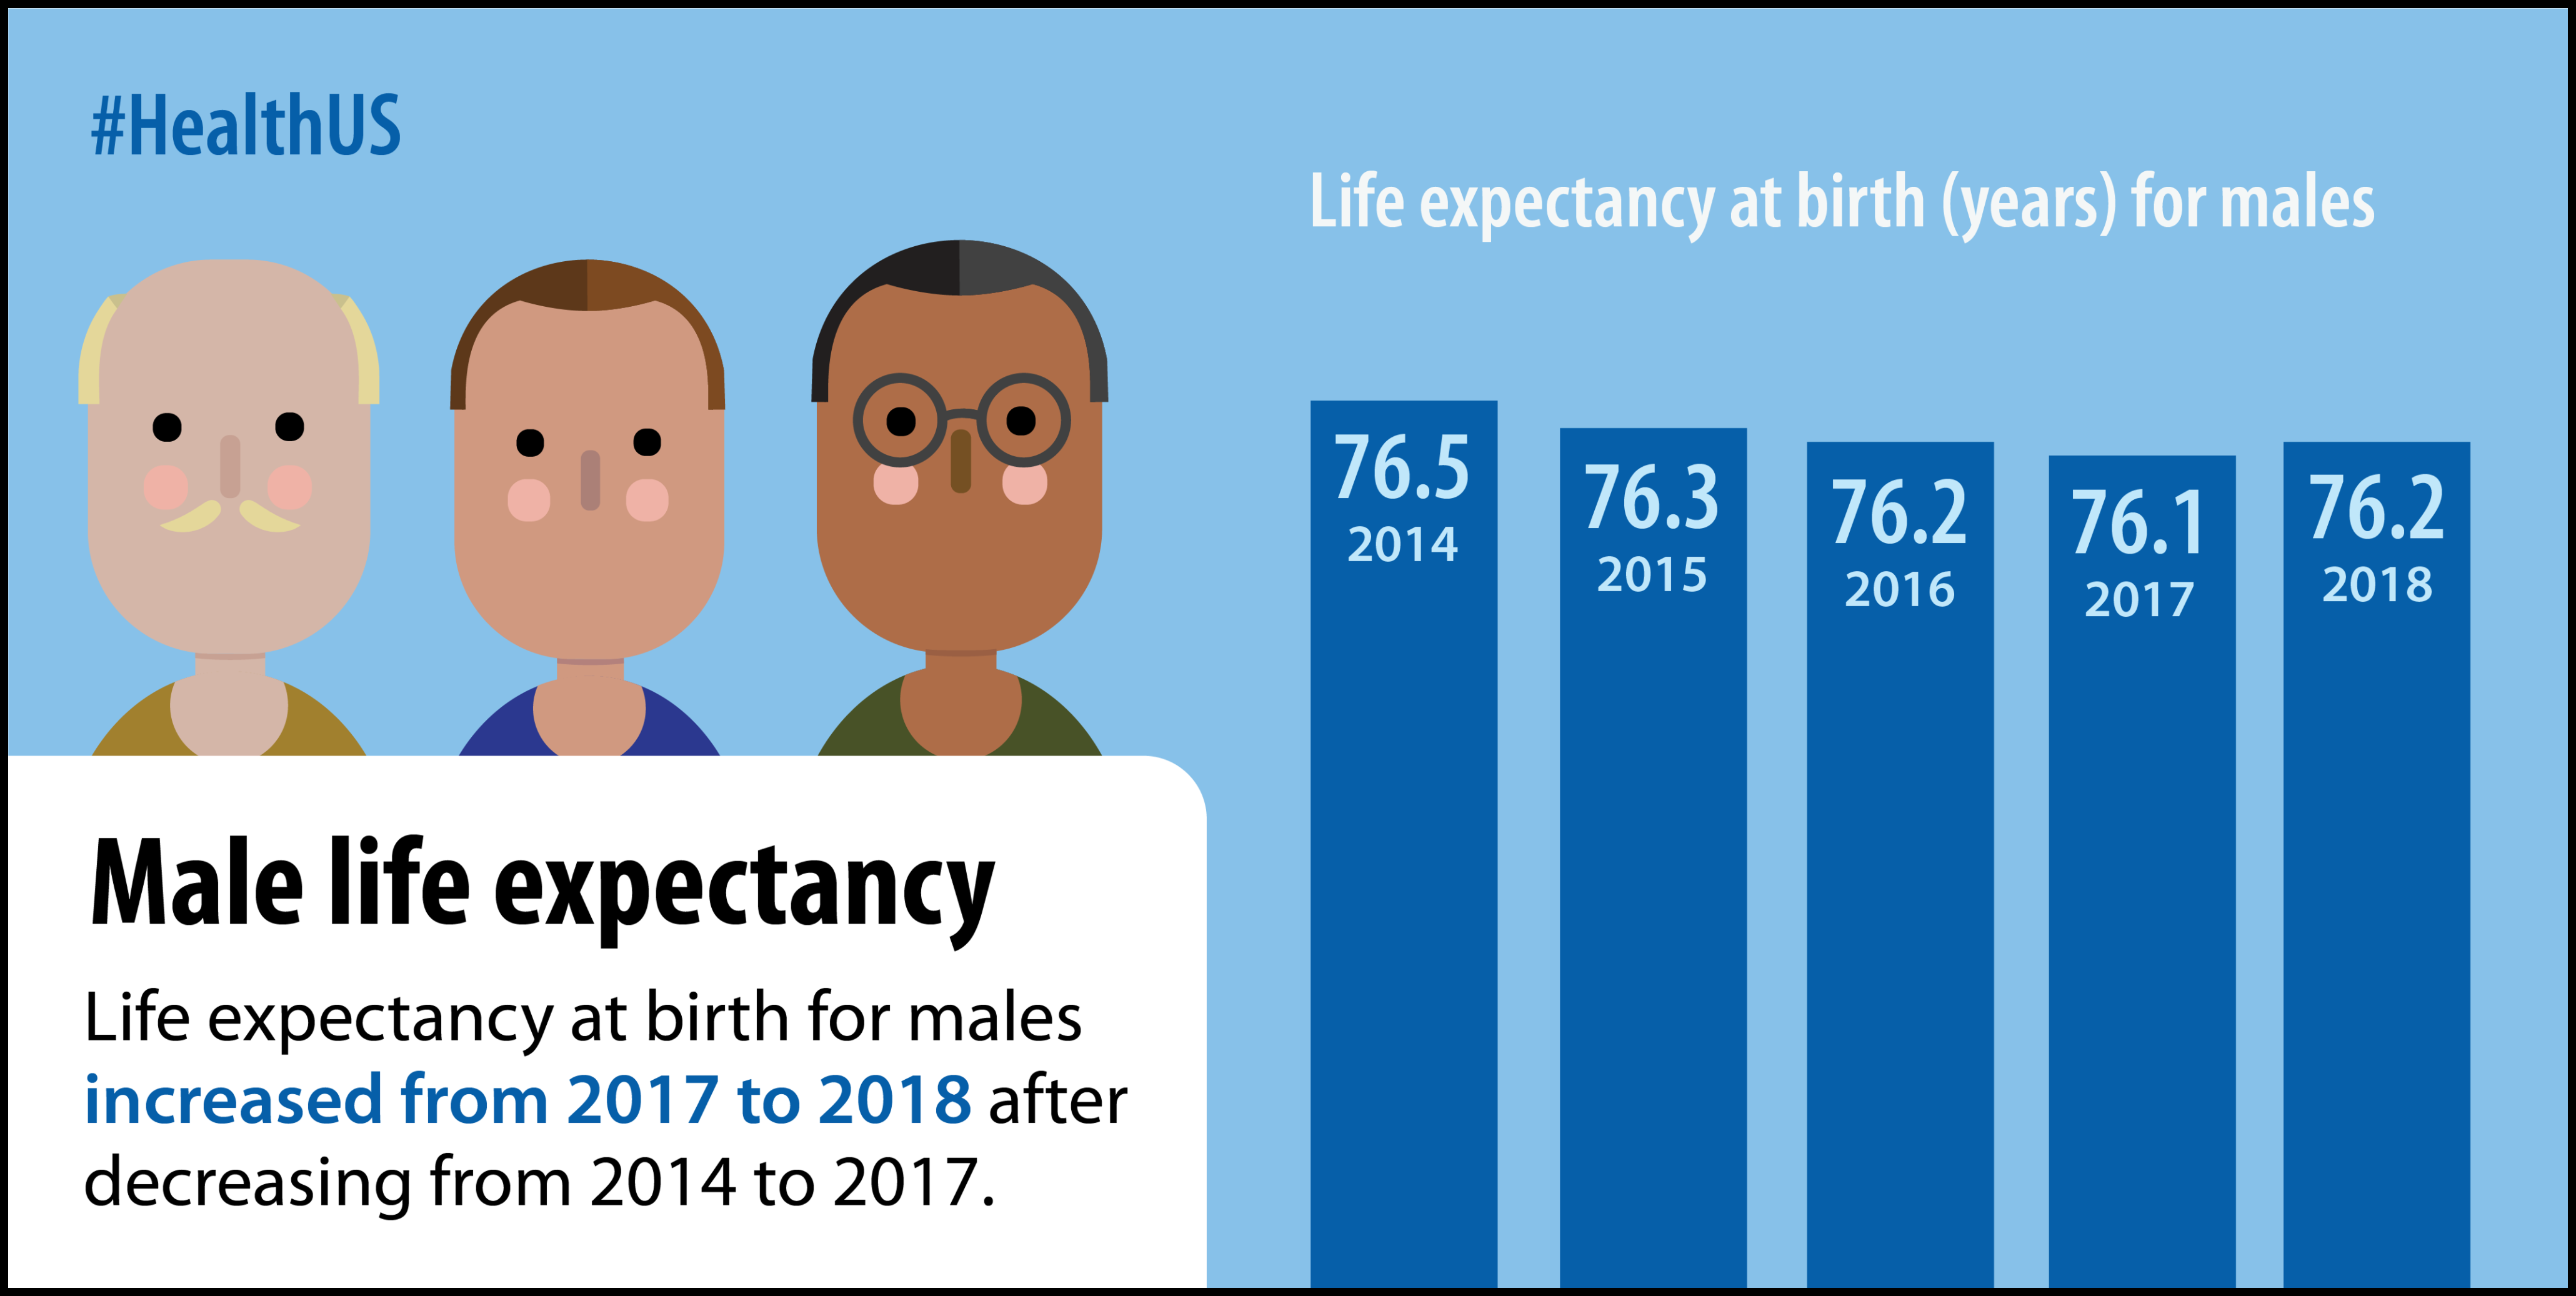 #HealthUS
Life expectancy at birth (years) for males
76.5
2014
76.3
2015
76.2
2016
76.1
2017
76.2
2018
Male life expectancy
Life expectancy at birth for males
increased from 2017 to 2018 after
decreasing from 2014 to 2017.